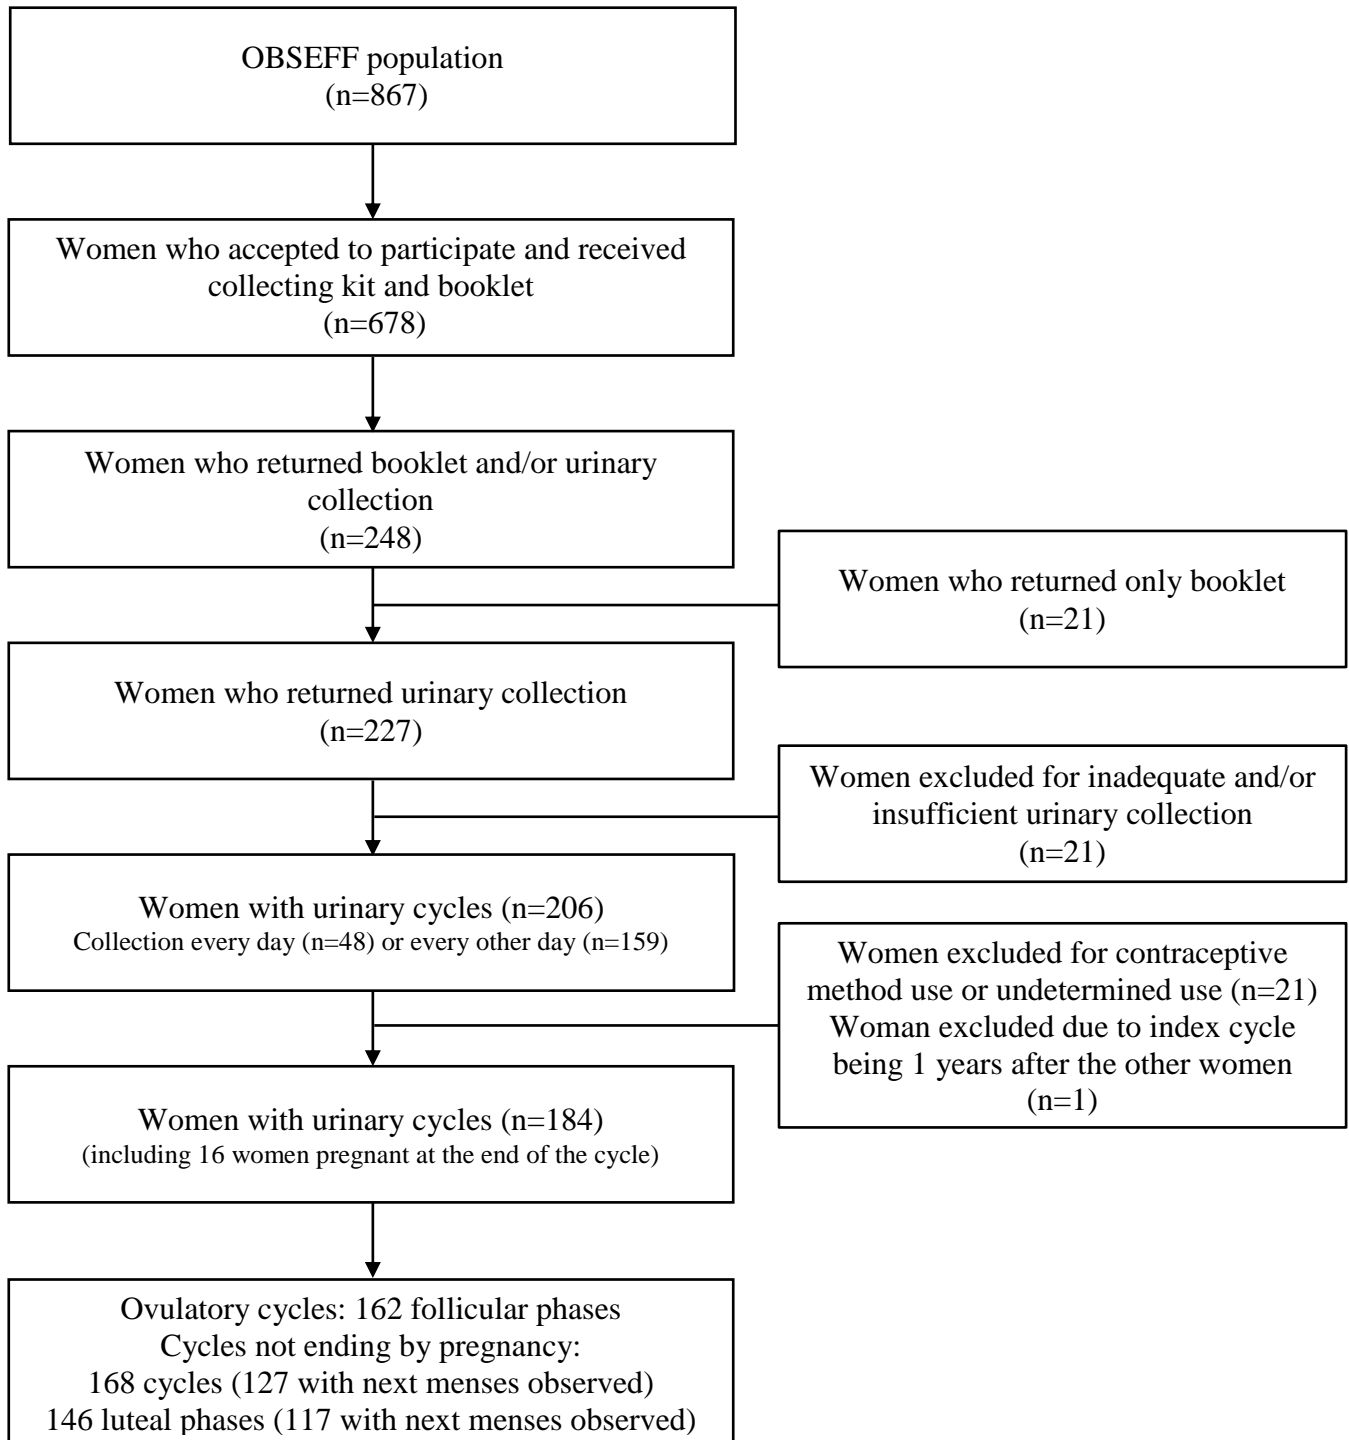 OBSEFF population
(n=867)
Women who accepted to participate and received
collecting kit and booklet
(n=678)
Women who returned booklet and/or urinary
collection
(n=248)
Women who returned only booklet
(n=21)
Women who returned urinary collection
(n=227)
Women excluded for inadequate and/or
insufficient urinary collection
(n=21)
Women with urinary cycles (n=206)
Collection every day (n=48) or every other day (n=159)
Women excluded for contraceptive
method use or undetermined use (n=21)
Woman excluded due to index cycle
being 1 years after the other women
(n=1)
Women with urinary cycles (n=184)
(including 16 women pregnant at the end of the cycle)
Ovulatory cycles: 162 follicular phases
Cycles not ending by pregnancy:
168 cycles (127 with next menses observed)
146 luteal phases (117 with next menses observed)